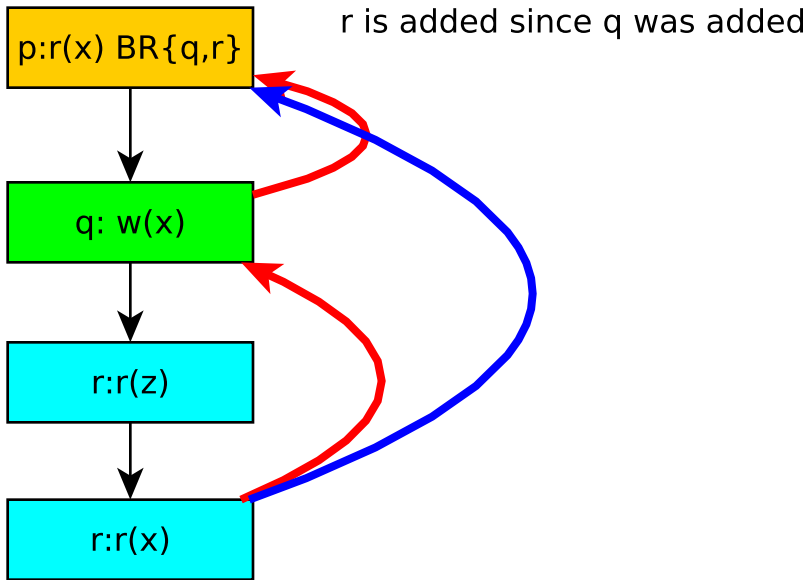 r is added since q was added
p:r(x) BR{q,r}
q: w(x)
r:r(z)
r:r(x)